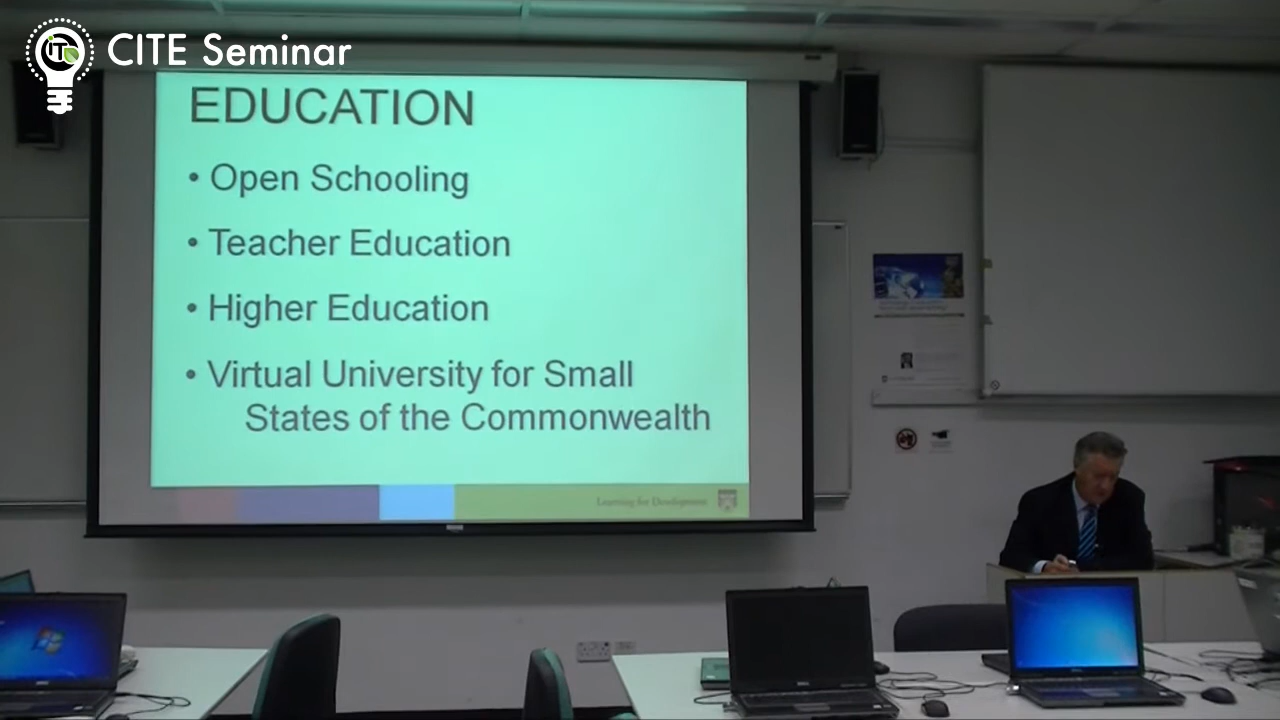 iT
CITE Seminar
EDUCATION
• Open Schooling
• Teacher Education
• Higher Education
• Virtual University for Small
States of the Commonwealth
Learning for Development